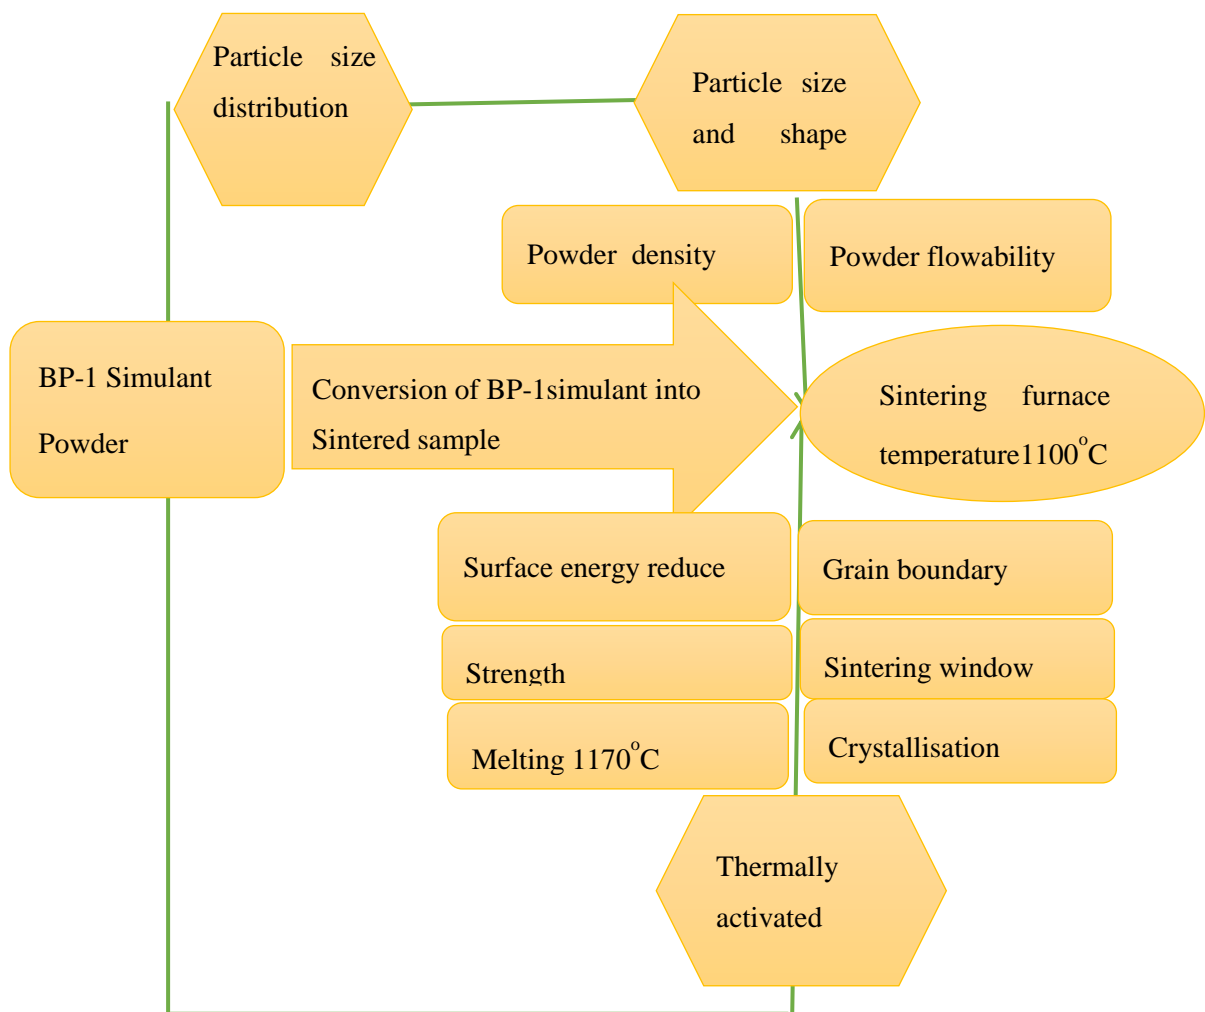 Particle size
distribution
Particle size
and shape
Powder density
Powder flowability
BP-1 Simulant
Powder
Conversion of BP-1simulant into
Sintered sample
Sintering furnace
temperature1100°C
Surface energy reduce
Grain boundary
Strength
Sintering window
Melting 1170°C
Crystallisation
Thermally
activated